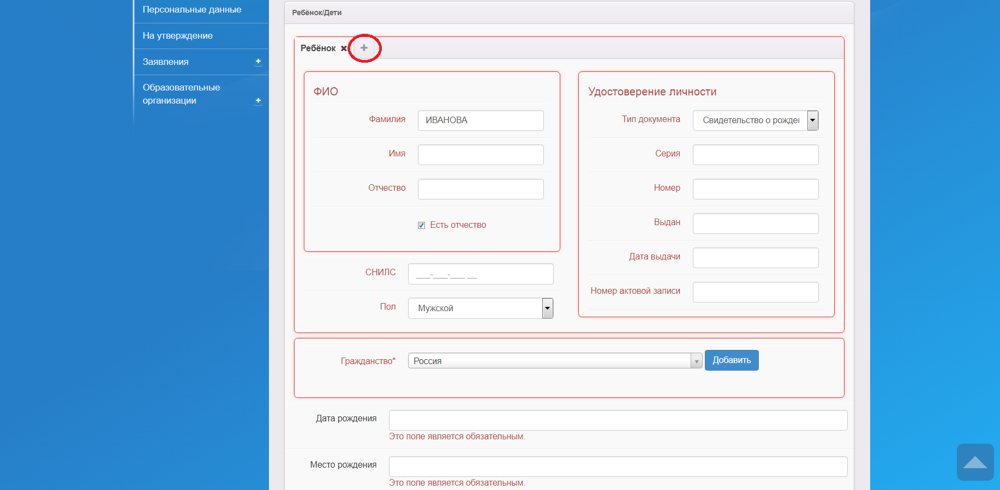 Персональные данные
На утверждение
Заявления
Образовательные
организации
Ребёнок/Дети
Ребёнок
ФИО
Фамилия ИВАНОВА
Имя
Отчество
Есть отчество
СНИЛС ___-___-___ __
Пол Мужской
Удостоверение личности
Тип документа Свидетельство о рожде
Серия
Номер
Выдан
Дата выдачи
Номер актовой записи
Гражданство* Россия Добавить
Дата рождения
Это поле является обязательным.
Место рождения
Это поле является обязательным.